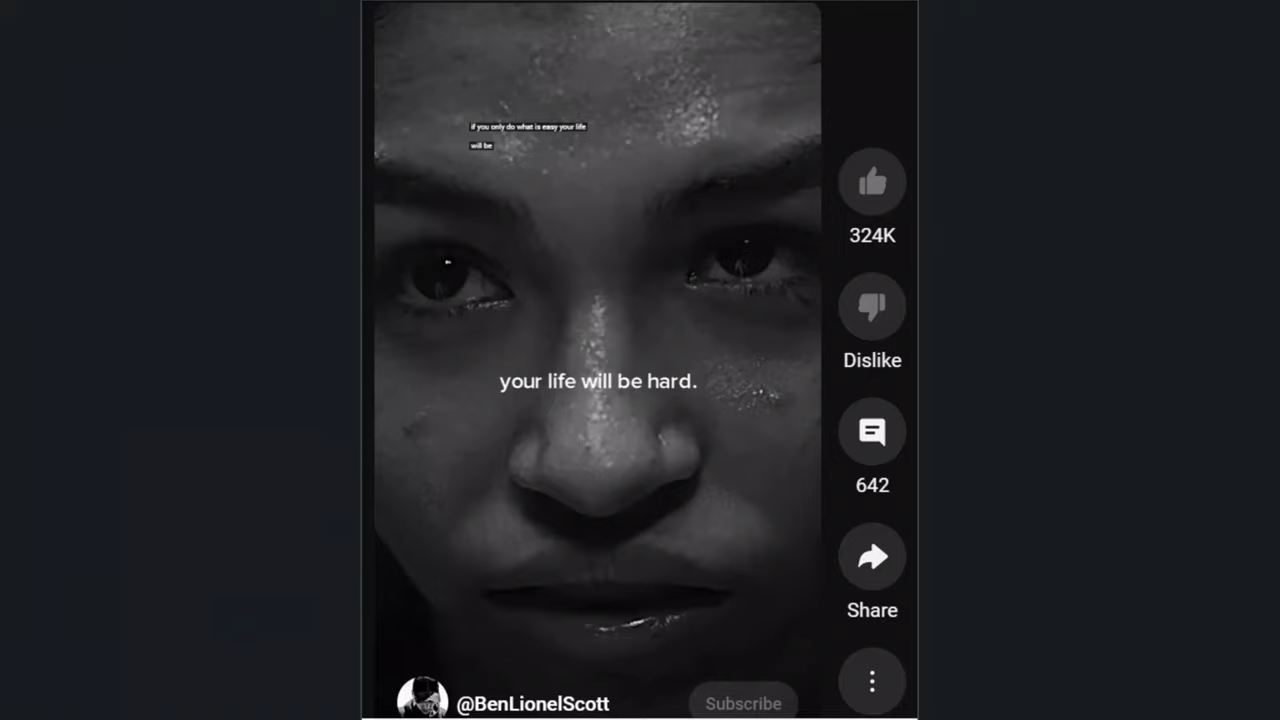 if you only do what is easy your life
will be
324K
Dislike
your life will be hard.
642
Share
@BenLionelScott
Subscribe